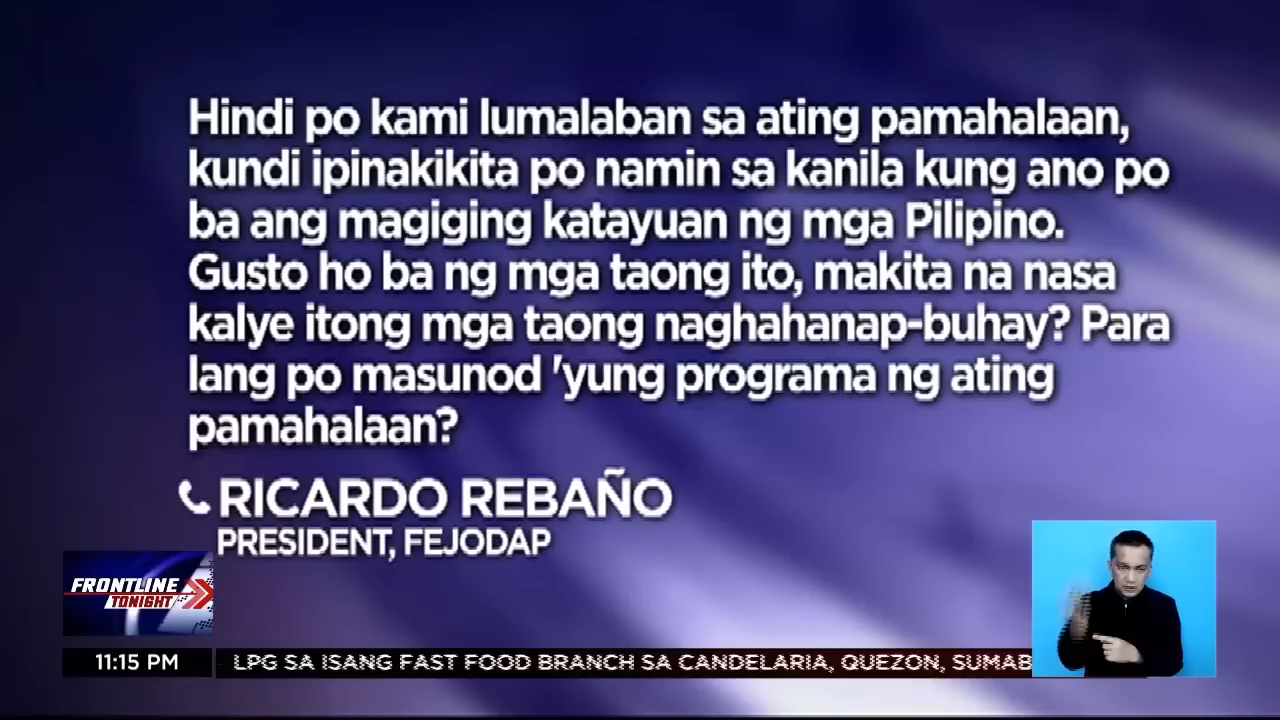 Hindi po kami lumalaban sa ating pamahalaan,
kundi ipinakikita po namin sa kanila kung ano po
ba ang magiging katayuan ng mga Pilipino.
Gusto ho ba ng mga taong ito, makita na nasa
kalye itong mga taong naghahanap-buhay? Para
lang po masunod 'yung programa ng ating
pamahalaan?
RICARDO REBAÑO
PRESIDENT, FEJODAP
FRONTLINE
TONIGHT
11:15 PM
LPG SA ISANG FAST FOOD BRANCH SA CANDELARIA, QUEZON, SUMAB